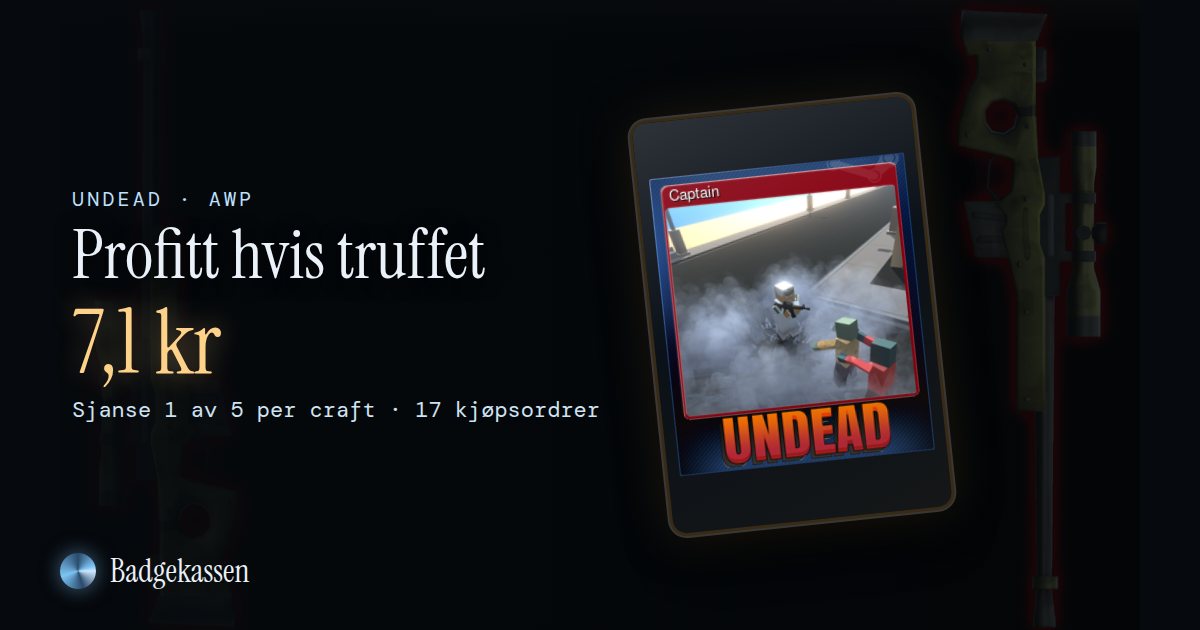 UNDEAD · AWP
Profitt hvis truffet
7,1 kr
Sjanse 1 av 5 per craft · 17 kjøpsordrer
Captain
UNDEAD
Badgekassen